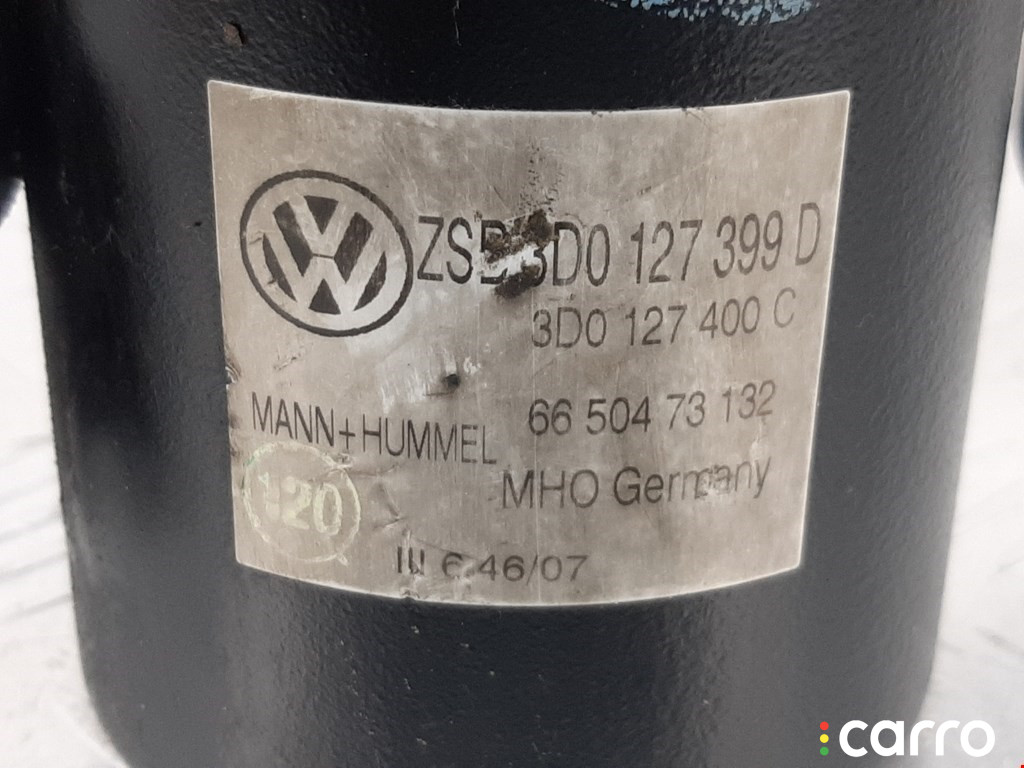 ZSB 3D0 127 399 D
3D0 127 400 C
66 504 73 132
MANN+HUMMEL
MHO Germany
120
46/07
carro